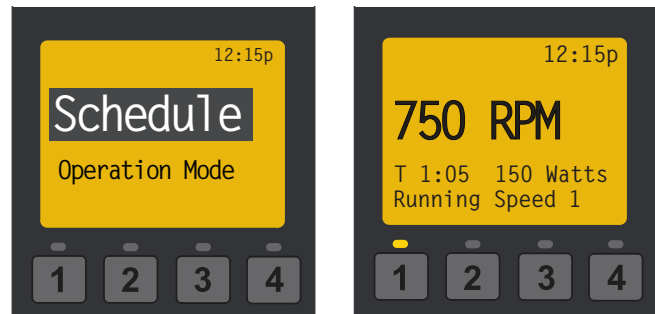 12:15p
Schedule
Operation Mode
1 2 3 4
12:15p
750 RPM
T 1:05 150 Watts
Running Speed 1
1 2 3 4